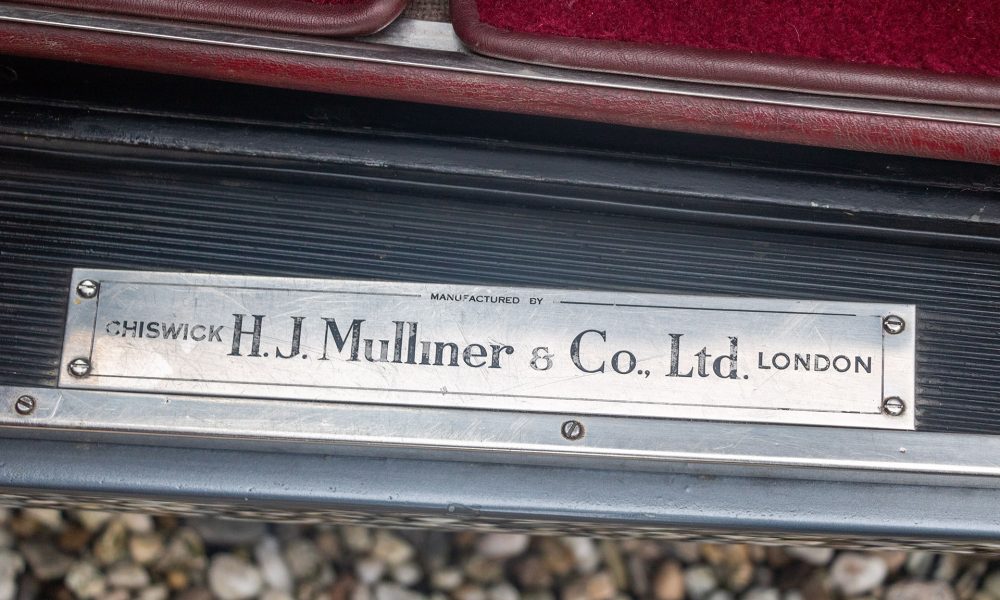 MANUFACTURED BY
CHISWICK H. J. Mulliner & Co., Ltd. LONDON